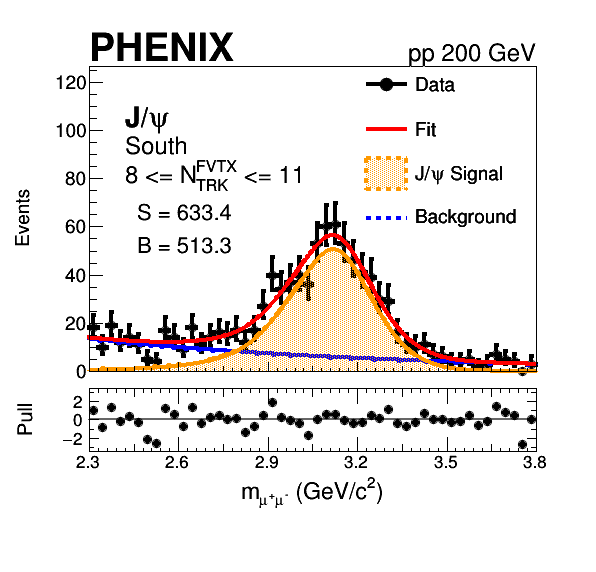 PHENIX pp 200 GeV
J/ψ
South
8 <= N^FVTX_TRK <= 11
S = 633.4
B = 513.3
Data
Fit
J/ψ Signal
Background
Events
120
100
80
60
40
20
0
Pull
2
0
−2
2.3 2.6 2.9 3.2 3.5 3.8
m_μ⁺μ⁻ (GeV/c²)